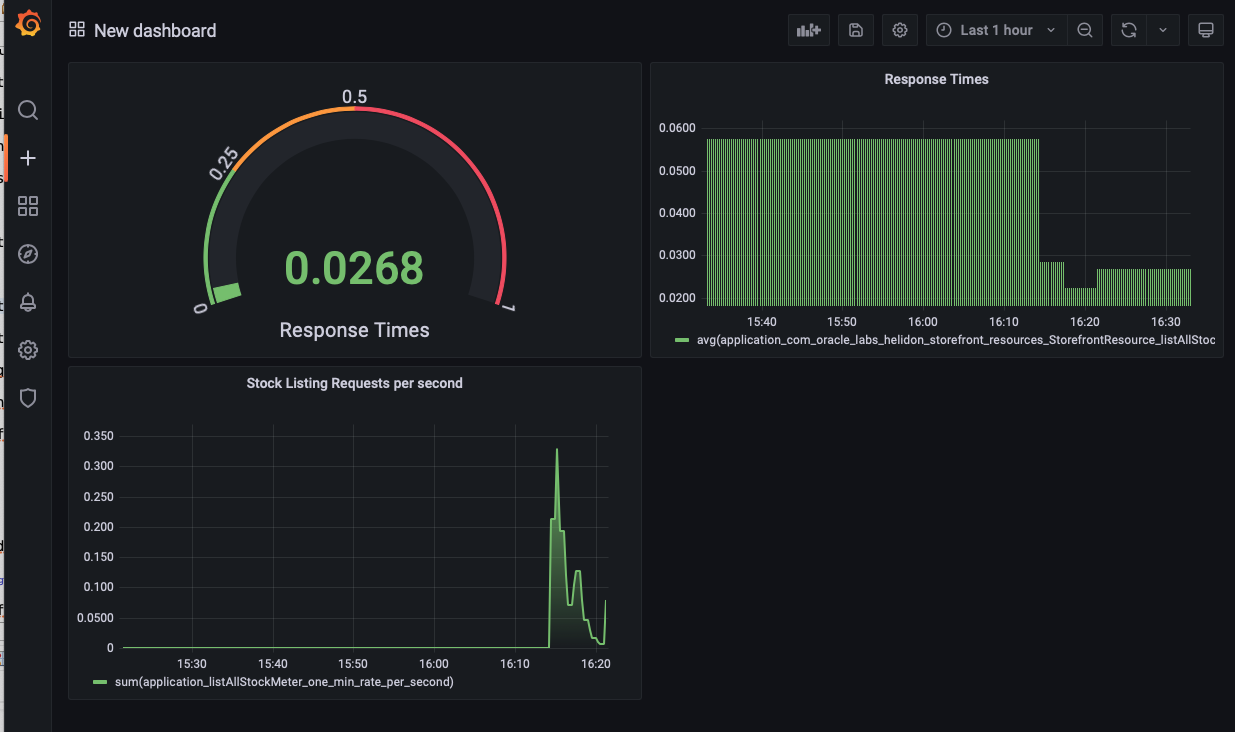 New dashboard
Last 1 hour
0
0.25
0.5
1
0.0268
Response Times
Response Times
0.0600
0.0500
0.0400
0.0300
0.0200
15:40 15:50 16:00 16:10 16:20 16:30
avg(application_com_oracle_labs_helidon_storefront_resources_StorefrontResource_listAllStoc
Stock Listing Requests per second
0.350
0.300
0.250
0.200
0.150
0.100
0.0500
0
15:30 15:40 15:50 16:00 16:10 16:20
sum(application_listAllStockMeter_one_min_rate_per_second)